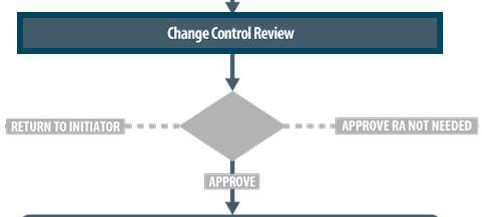 Change Control Review
RETURN TO INITIATOR
APPROVE RA NOT NEEDED
APPROVE